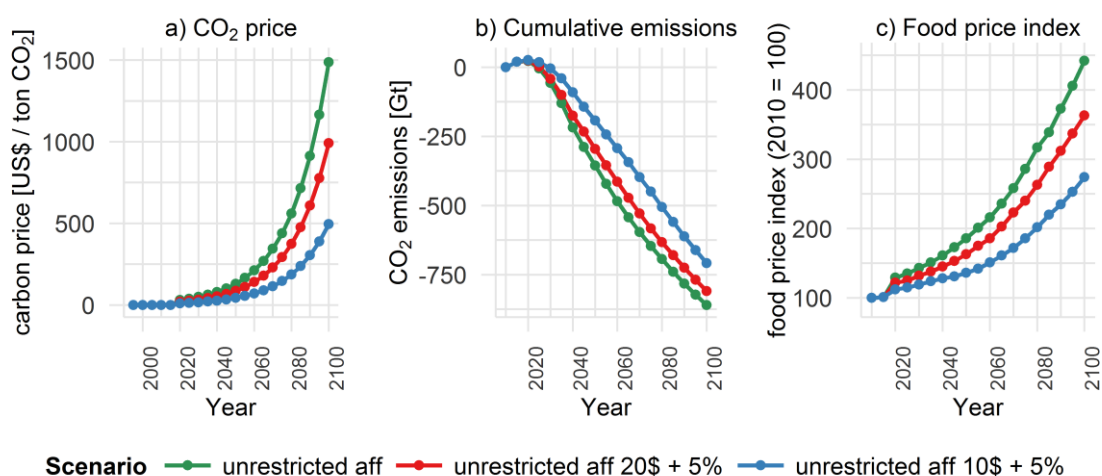 a) CO₂ price
carbon price [US$ / ton CO₂]
1500
1000
500
0
2000
2020
2040
2060
2080
2100
Year
b) Cumulative emissions
CO₂ emissions [Gt]
0
-250
-500
-750
2020
2040
2060
2080
2100
Year
c) Food price index
food price index (2010 = 100)
400
300
200
100
2020
2040
2060
2080
2100
Year
Scenario unrestricted aff unrestricted aff 20$ + 5% unrestricted aff 10$ + 5%